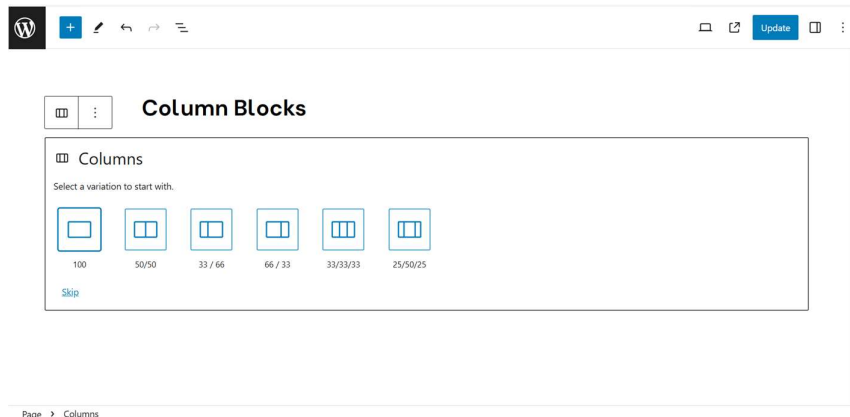 Update
Column Blocks
Columns
Select a variation to start with.
100
50/50
33 / 66
66 / 33
33/33/33
25/50/25
Skip
Page > Columns